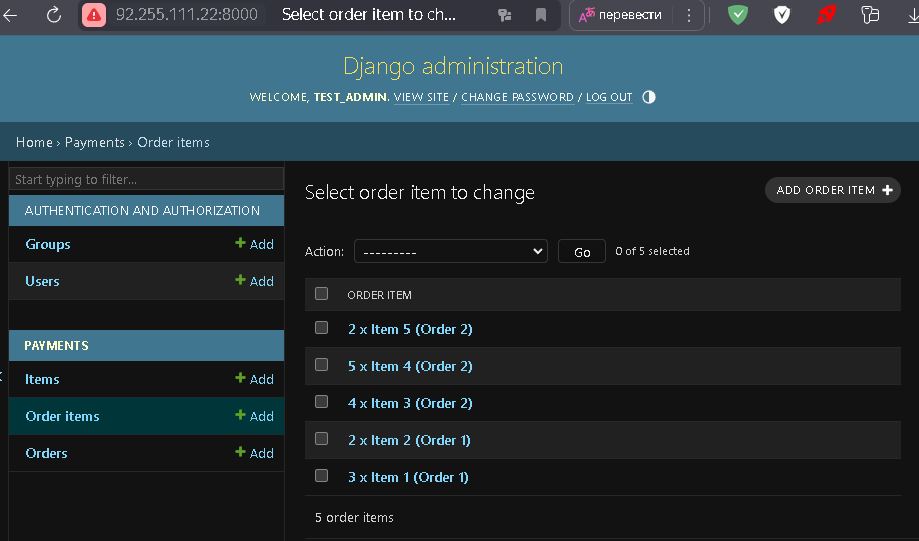 92.255.111.22:8000 Select order item to ch... перевести
Django administration
WELCOME, TEST_ADMIN. VIEW SITE / CHANGE PASSWORD / LOG OUT
Home › Payments › Order items
Start typing to filter...
AUTHENTICATION AND AUTHORIZATION
Groups + Add
Users + Add
PAYMENTS
Items + Add
Order items + Add
Orders + Add
Select order item to change
ADD ORDER ITEM +
Action: --------- Go 0 of 5 selected
ORDER ITEM
2 x Item 5 (Order 2)
5 x Item 4 (Order 2)
4 x Item 3 (Order 2)
2 x Item 2 (Order 1)
3 x Item 1 (Order 1)
5 order items